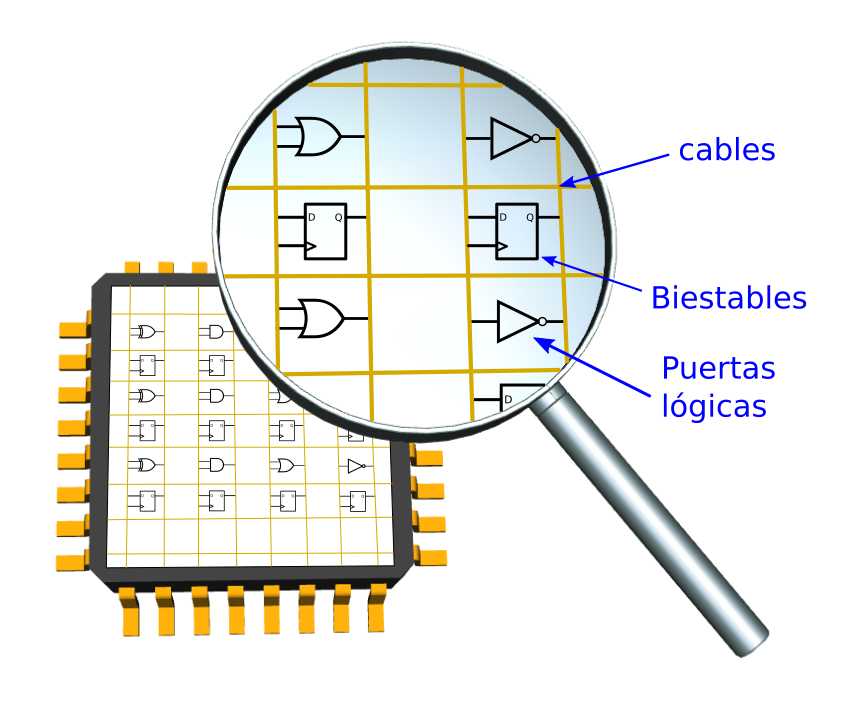 cables
D Q
D Q
Biestables
Puertas
lógicas
D